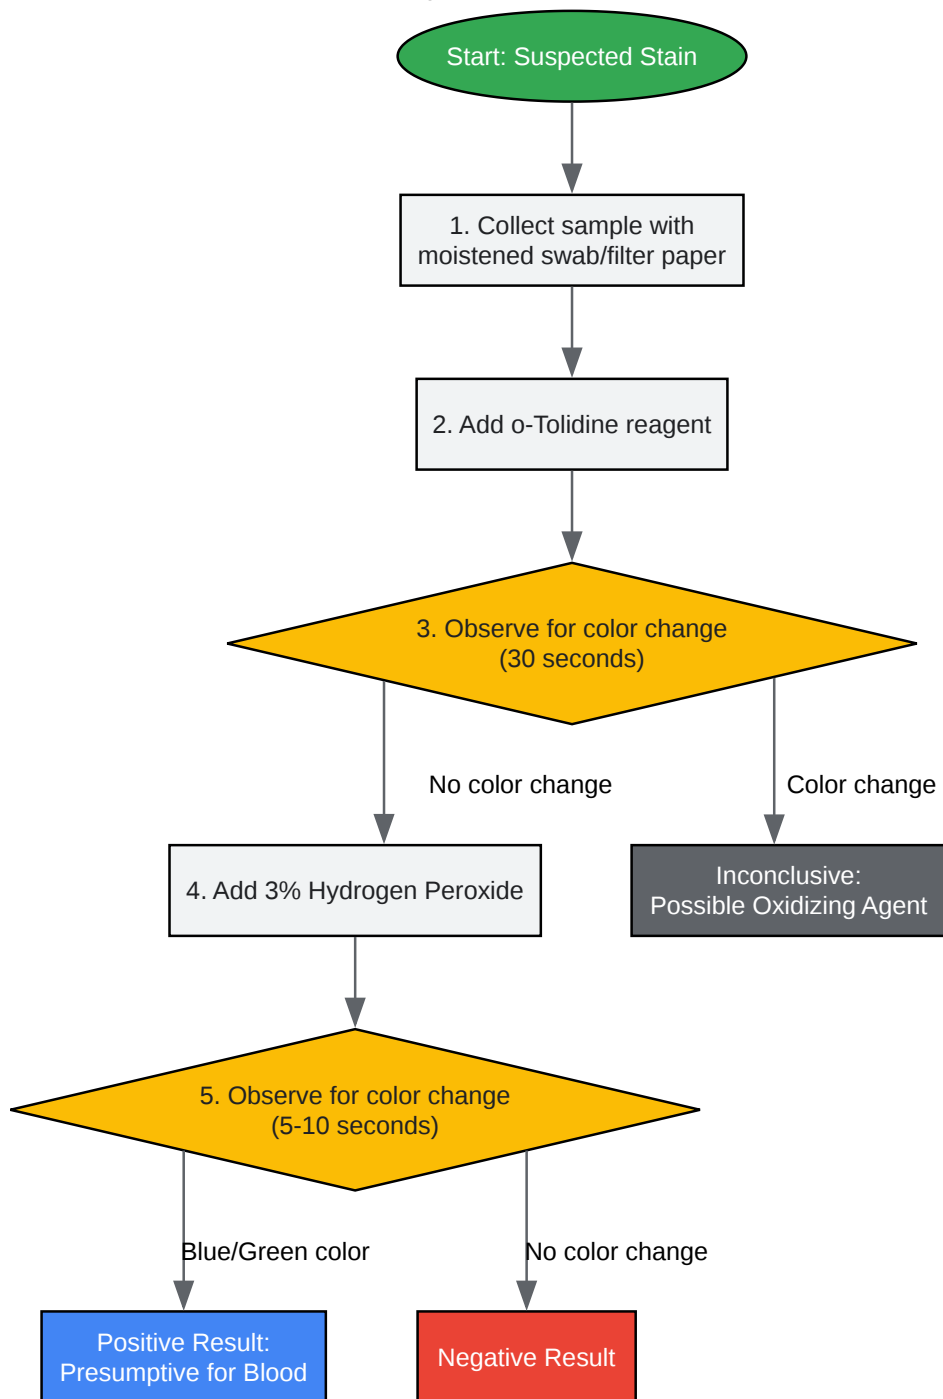 Start: Suspected Stain
1. Collect sample with
moistened swab/filter paper
2. Add o-Tolidine reagent
3. Observe for color change
(30 seconds)
No color change
Color change
4. Add 3% Hydrogen Peroxide
Inconclusive:
Possible Oxidizing Agent
5. Observe for color change
(5-10 seconds)
Blue/Green color
No color change
Positive Result:
Presumptive for Blood
Negative Result